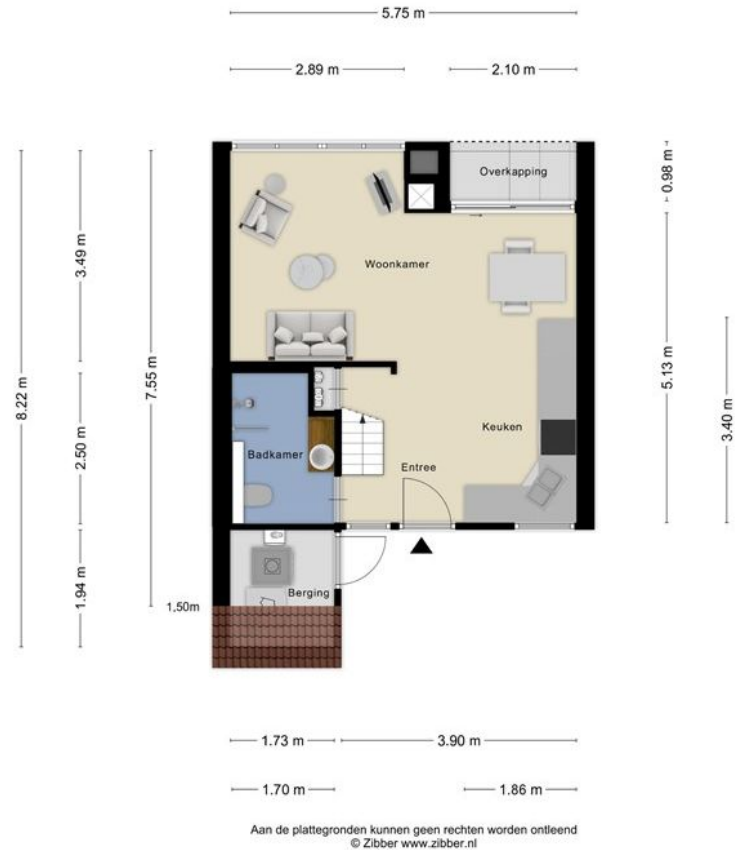 5.75 m
2.89 m
2.10 m
Overkapping
0.98 m
3.49 m
Woonkamer
8.22 m
7.55 m
5.13 m
3.40 m
2.50 m
Keuken
Badkamer
Entree
1.94 m
Berging
1,50m
1.73 m
3.90 m
1.70 m
1.86 m
Aan de plattegronden kunnen geen rechten worden ontleend
© Zibber www.zibber.nl